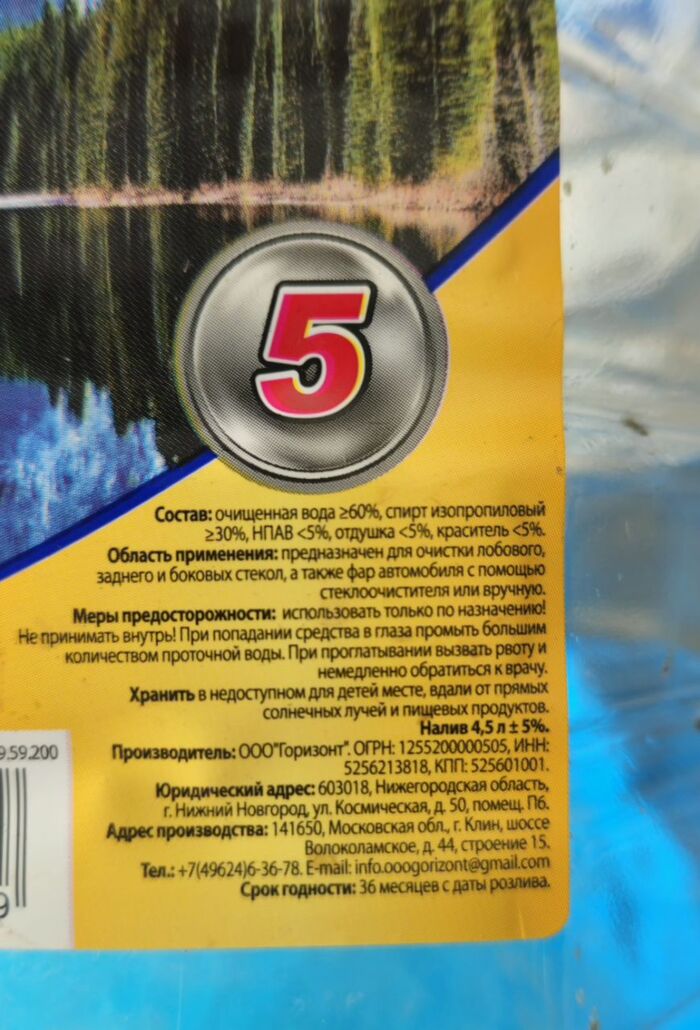 5
Состав: очищенная вода ≥60%, спирт изопропиловый
≥30%, НПАВ <5%, отдушка <5%, краситель <5%.
Область применения: предназначен для очистки лобового,
заднего и боковых стекол, а также фар автомобиля с помощью
стеклоочистителя или вручную.
Меры предосторожности: использовать только по назначению!
Не принимать внутрь! При попадании средства в глаза промыть большим
количеством проточной воды. При проглатывании вызвать рвоту и
немедленно обратиться к врачу.
Хранить в недоступном для детей месте, вдали от прямых
солнечных лучей и пищевых продуктов.
Налив 4,5 л ± 5%.
Производитель: ООО"Горизонт". ОГРН: 1255200000505, ИНН:
5256213818, КПП: 525601001.
Юридический адрес: 603018, Нижегородская область,
г. Нижний Новгород, ул. Космическая, д. 50, помещ. П6.
Адрес производства: 141650, Московская обл., г. Клин, шоссе
Волоколамское, д. 44, строение 15.
Тел.: +7(49624)6-36-78. E-mail: info.ooogorizont@gmail.com
Срок годности: 36 месяцев с даты розлива.
9.59.200
9